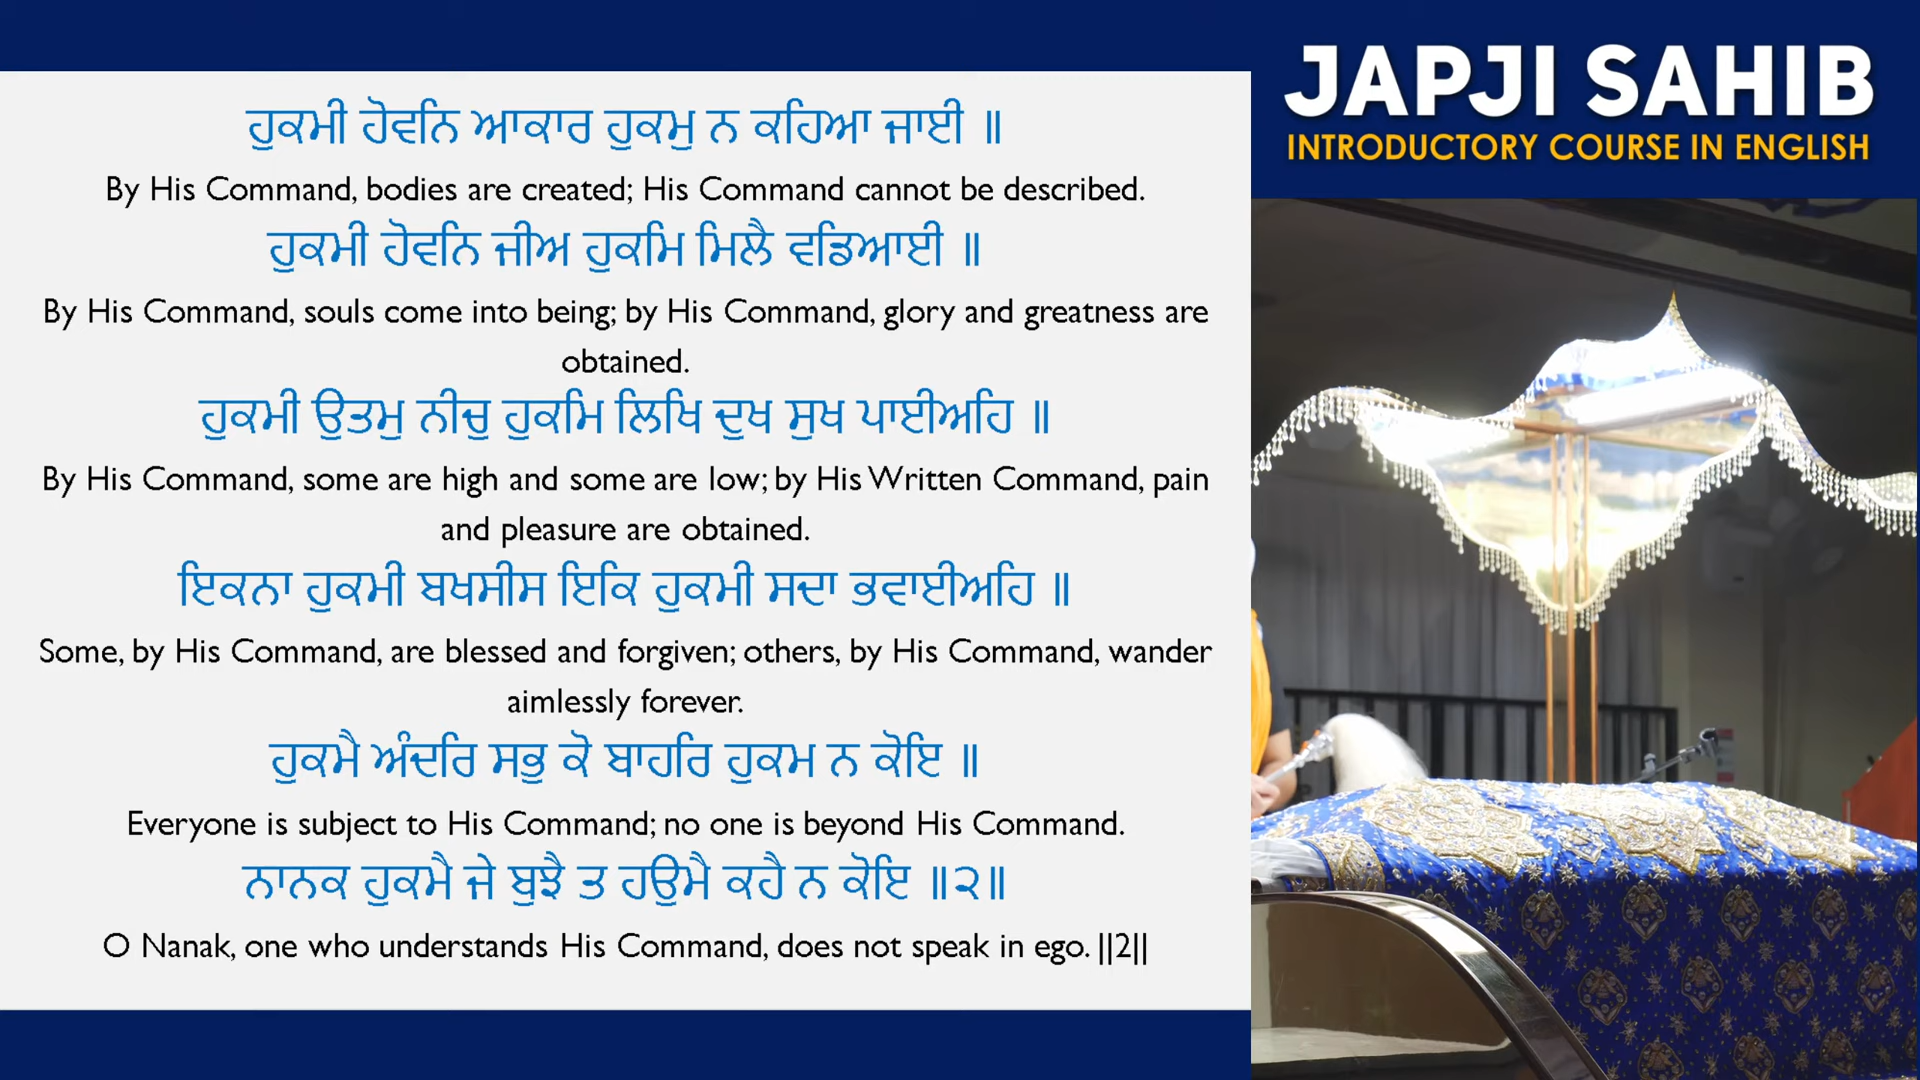 ਹੁਕਮੀ ਹੋਵਨਿ ਆਕਾਰ ਹੁਕਮੁ ਨ ਕਹਿਆ ਜਾਈ ॥
By His Command, bodies are created; His Command cannot be described.
ਹੁਕਮੀ ਹੋਵਨਿ ਜੀਅ ਹੁਕਮਿ ਮਿਲੈ ਵਡਿਆਈ ॥
By His Command, souls come into being; by His Command, glory and greatness are
obtained.
ਹੁਕਮੀ ਉਤਮੁ ਨੀਚੁ ਹੁਕਮਿ ਲਿਖਿ ਦੁਖ ਸੁਖ ਪਾਈਅਹਿ ॥
By His Command, some are high and some are low; by His Written Command, pain
and pleasure are obtained.
ਇਕਨਾ ਹੁਕਮੀ ਬਖਸੀਸ ਇਕਿ ਹੁਕਮੀ ਸਦਾ ਭਵਾਈਅਹਿ ॥
Some, by His Command, are blessed and forgiven; others, by His Command, wander
aimlessly forever.
ਹੁਕਮੈ ਅੰਦਰਿ ਸਭੁ ਕੋ ਬਾਹਰਿ ਹੁਕਮ ਨ ਕੋਇ ॥
Everyone is subject to His Command; no one is beyond His Command.
ਨਾਨਕ ਹੁਕਮੈ ਜੇ ਬੁਝੈ ਤ ਹਉਮੈ ਕਹੈ ਨ ਕੋਇ ॥੨॥
O Nanak, one who understands His Command, does not speak in ego. ||2||
JAPJI SAHIB
INTRODUCTORY COURSE IN ENGLISH